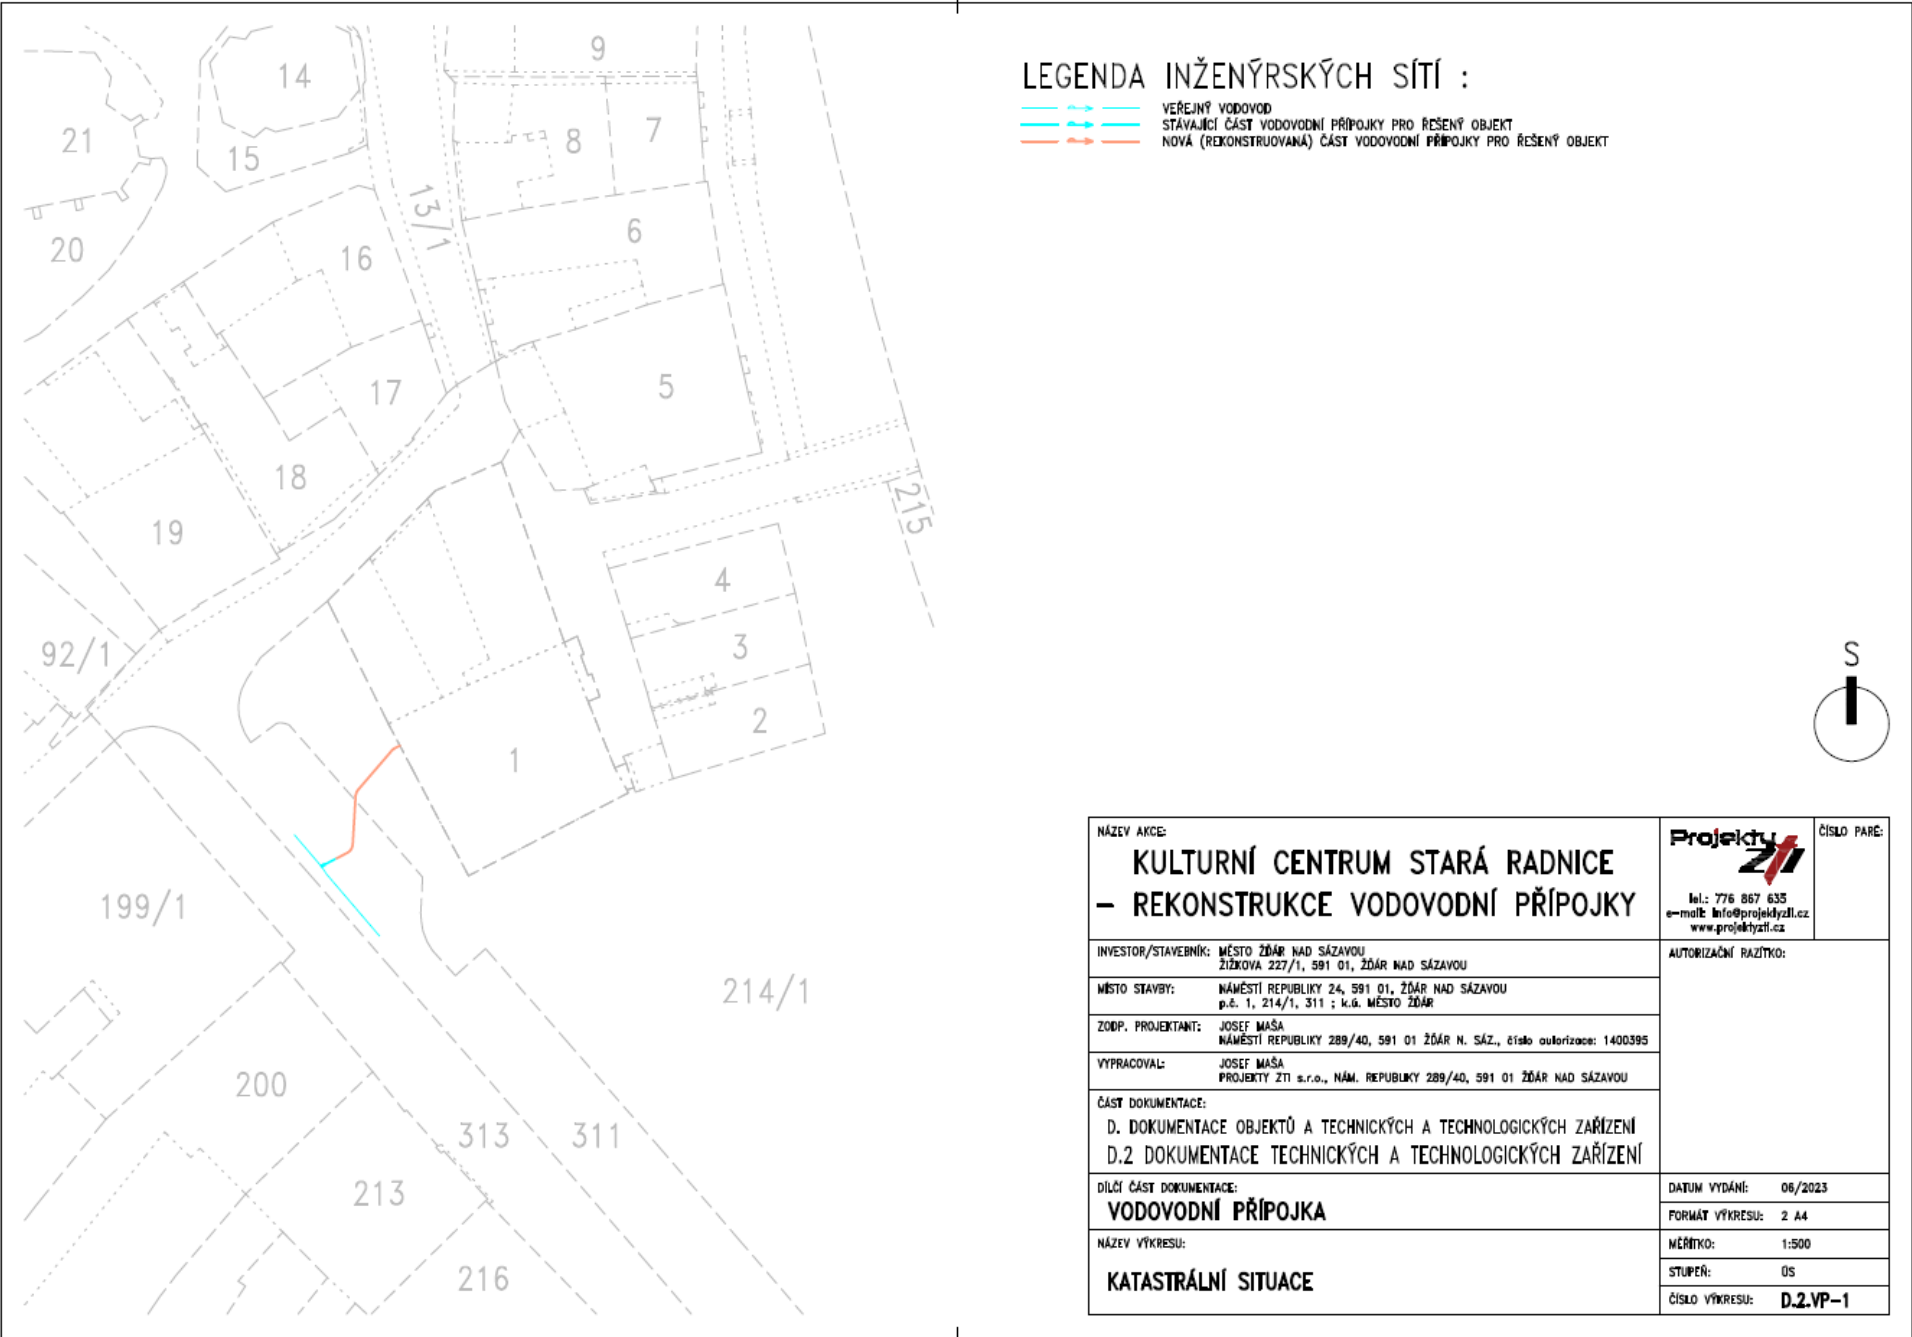 9
14
21
8
7
15
13/1
20
6
16
5
17
18
215
19
4
92/1
3
2
1
199/1
214/1
200
313
311
213
216
LEGENDA INŽENÝRSKÝCH SÍTÍ :
VEŘEJNÝ VODOVOD
STÁVAJÍCÍ ČÁST VODOVODNÍ PŘÍPOJKY PRO ŘEŠENÝ OBJEKT
NOVÁ (REKONSTRUOVANÁ) ČÁST VODOVODNÍ PŘÍPOJKY PRO ŘEŠENÝ OBJEKT
S
NÁZEV AKCE:
KULTURNÍ CENTRUM STARÁ RADNICE
– REKONSTRUKCE VODOVODNÍ PŘÍPOJKY
Projekty
ZTI
tel.: 776 867 635
e-mail: info@projektyzti.cz
www.projektyzti.cz
ČÍSLO PARÉ:
INVESTOR/STAVEBNÍK: MĚSTO ŽĎÁR NAD SÁZAVOU
ŽIŽKOVA 227/1, 591 01, ŽĎÁR NAD SÁZAVOU
AUTORIZAČNÍ RAZÍTKO:
MÍSTO STAVBY: NÁMĚSTÍ REPUBLIKY 24, 591 01, ŽĎÁR NAD SÁZAVOU
p.č. 1, 214/1, 311 ; k.ú. MĚSTO ŽĎÁR
ZODP. PROJEKTANT: JOSEF MAŠA
NÁMĚSTÍ REPUBLIKY 289/40, 591 01 ŽĎÁR N. SÁZ., číslo autorizace: 1400395
VYPRACOVAL: JOSEF MAŠA
PROJEKTY ZTI s.r.o., NÁM. REPUBLIKY 289/40, 591 01 ŽĎÁR NAD SÁZAVOU
ČÁST DOKUMENTACE:
D. DOKUMENTACE OBJEKTŮ A TECHNICKÝCH A TECHNOLOGICKÝCH ZAŘÍZENÍ
D.2 DOKUMENTACE TECHNICKÝCH A TECHNOLOGICKÝCH ZAŘÍZENÍ
DÍLČÍ ČÁST DOKUMENTACE:
VODOVODNÍ PŘÍPOJKA
DATUM VYDÁNÍ: 06/2023
FORMÁT VÝKRESU: 2 A4
NÁZEV VÝKRESU:
KATASTRÁLNÍ SITUACE
MĚŘÍTKO: 1:500
STUPEŇ: ÚS
ČÍSLO VÝKRESU: D.2.VP–1